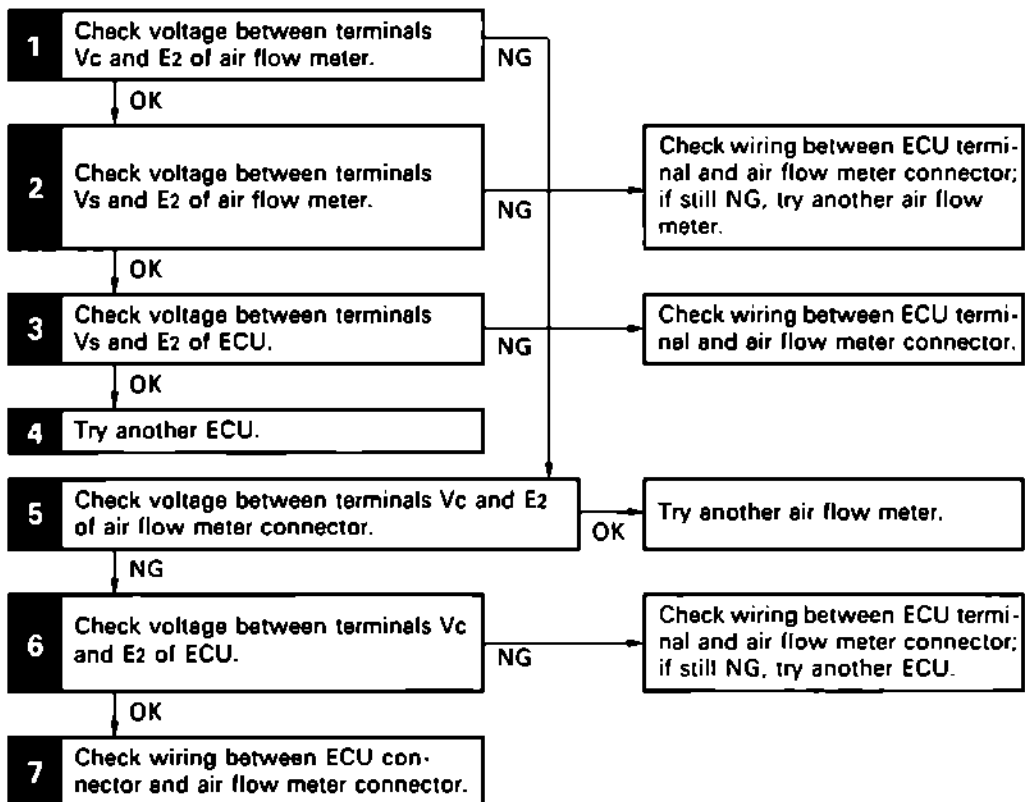 1
Check voltage between terminals
Vc and E2 of air flow meter.
NG
OK
2
Check voltage between terminals
Vs and E2 of air flow meter.
NG
Check wiring between ECU termi-
nal and air flow meter connector;
if still NG, try another air flow
meter.
OK
3
Check voltage between terminals
Vs and E2 of ECU.
NG
Check wiring between ECU termi-
nal and air flow meter connector.
OK
4
Try another ECU.
5
Check voltage between terminals Vc and E2
of air flow meter connector.
OK
Try another air flow meter.
NG
6
Check voltage between terminals Vc
and E2 of ECU.
NG
Check wiring between ECU termi-
nal and air flow meter connector;
if still NG, try another ECU.
OK
7
Check wiring between ECU con-
nector and air flow meter connector.